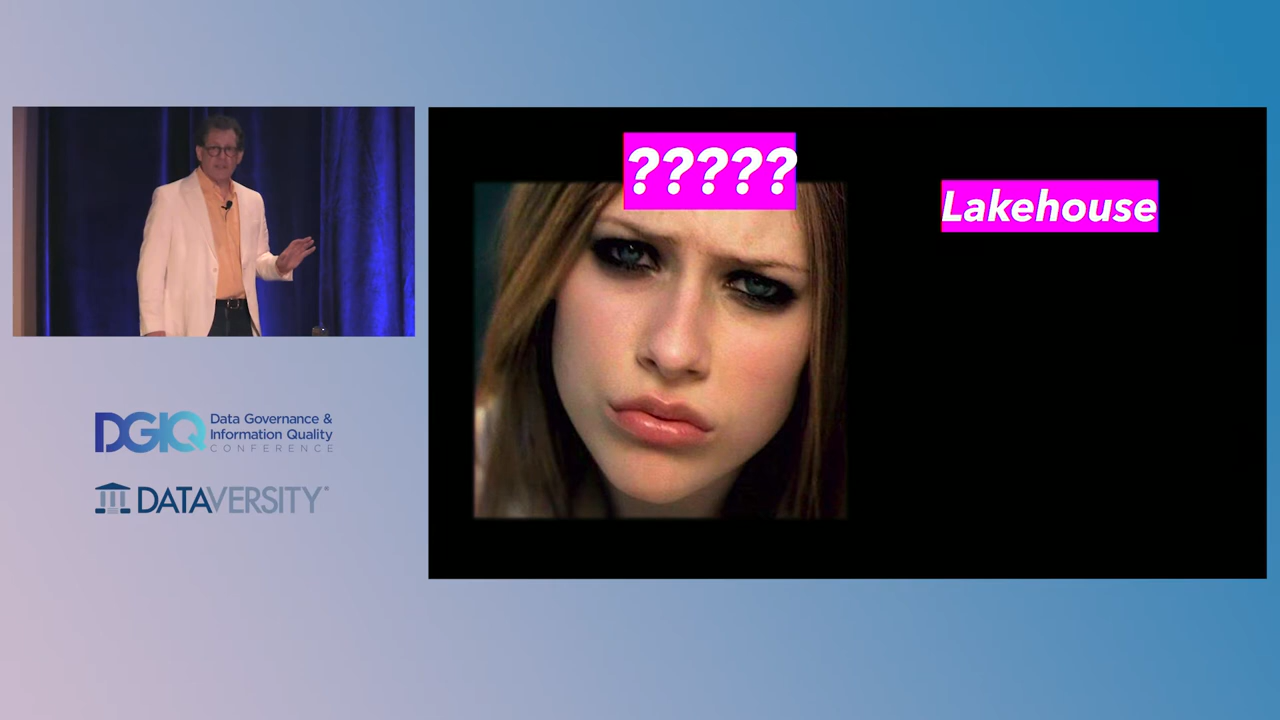 ?????
Lakehouse
DGIQ
Data Governance &
Information Quality
CONFERENCE
DATAVERSITY®